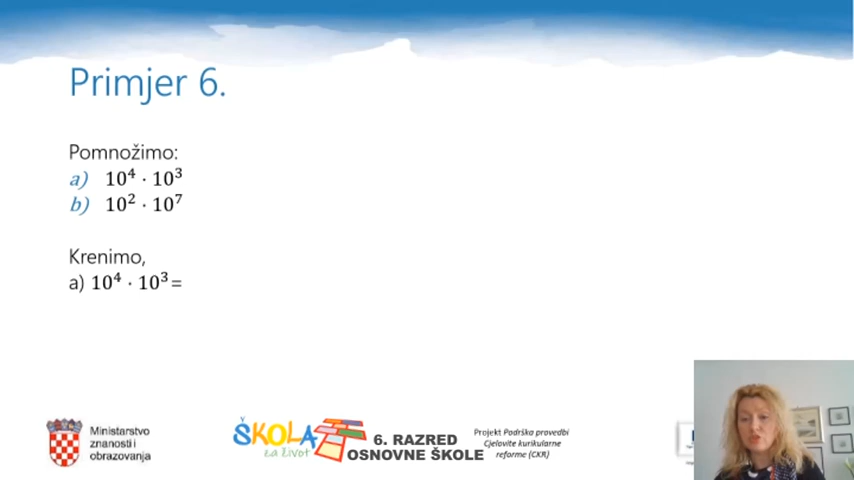 Primjer 6.
Pomnožimo:
a) 10⁴ · 10³
b) 10² · 10⁷
Krenimo,
a) 10⁴ · 10³=
Ministarstvo
znanosti i
obrazovanja
ŠKOLA
za život
6. RAZRED
OSNOVNE ŠKOLE
Projekt Podrška provedbi
Cjelovite kurikularne
reforme (CKR)